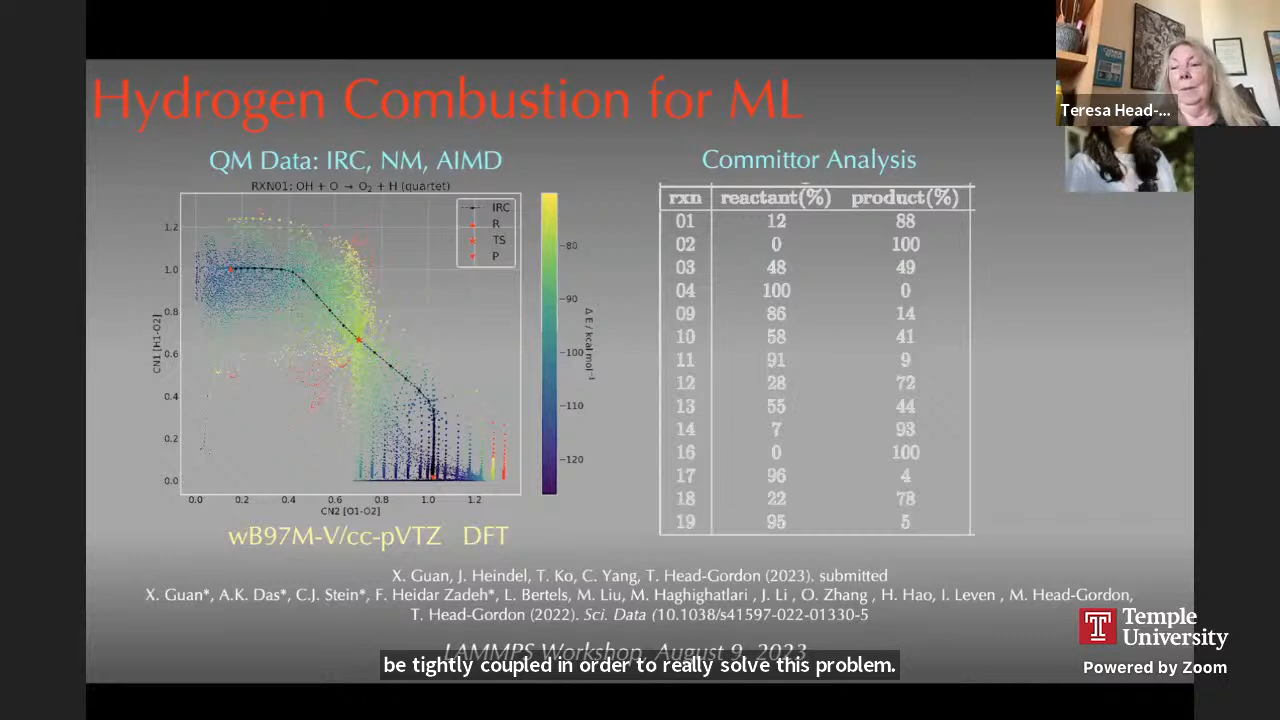 Hydrogen Combustion for ML
Teresa Head-...
QM Data: IRC, NM, AIMD
RXN01: OH + O → O2 + H (quartet)
IRC
R
TS
P
1.2
1.0
0.8
0.6
0.4
0.2
0.0
CN1 [H1-O2]
0.0 0.2 0.4 0.6 0.8 1.0 1.2
CN2 [O1-O2]
−80
−90
−100
−110
−120
Δ E / kcal mol⁻¹
wB97M-V/cc-pVTZ DFT
Committor Analysis
rxn reactant(%) product(%)
01 12 88
02 0 100
03 48 49
04 100 0
09 86 14
10 58 41
11 91 9
12 28 72
13 55 44
14 7 93
16 0 100
17 96 4
18 22 78
19 95 5
X. Guan, J. Heindel, T. Ko, C. Yang, T. Head-Gordon (2023). submitted
X. Guan*, A.K. Das*, C.J. Stein*, F. Heidar Zadeh*, L. Bertels, M. Liu, M. Haghighatlari , J. Li , O. Zhang , H. Hao, I. Leven , M. Head-Gordon,
T. Head-Gordon (2022). Sci. Data (10.1038/s41597-022-01330-5
LAMMPS Workshop, August 9, 2023
be tightly coupled in order to really solve this problem.
T Temple
University
Powered by Zoom